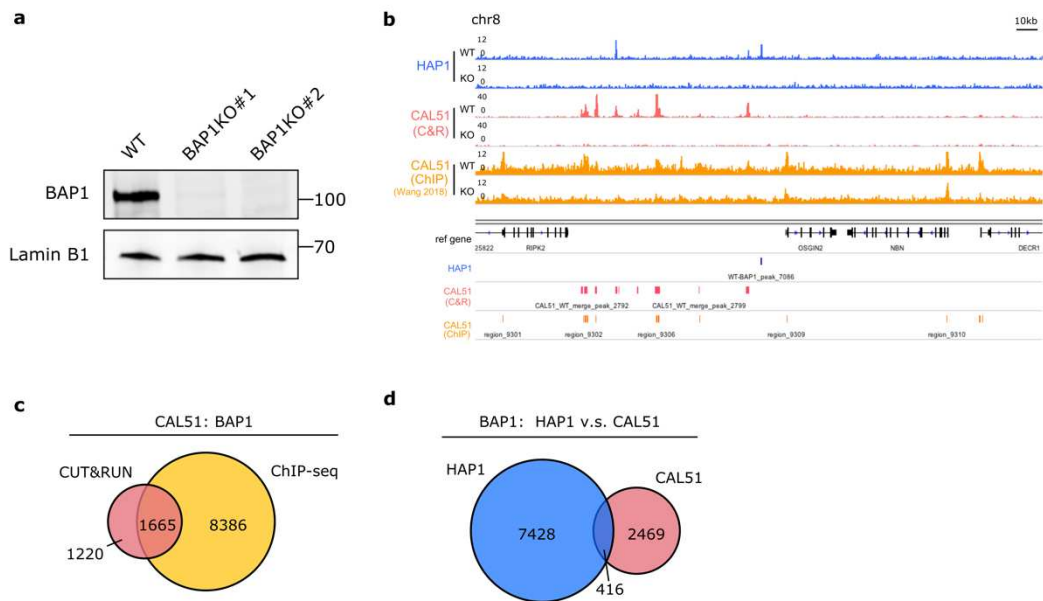 a
WT
BAP1KO#1
BAP1KO#2
BAP1
100
Lamin B1
70
b
chr8
10kb
HAP1
WT
12
0
KO
12
0
CAL51
(C&R)
WT
40
0
KO
40
0
CAL51
(ChIP)
(Wang 2018)
WT
12
0
KO
12
0
ref gene
25822
RIPK2
OSGIN2
NBN
DECR1
HAP1
WT-BAP1_peak_7086
CAL51
(C&R)
CAL51_WT_merge_peak_2792
CAL51_WT_merge_peak_2799
CAL51
(ChIP)
region_9301
region_9302
region_9306
region_9309
region_9310
c
CAL51: BAP1
CUT&RUN
ChIP-seq
1665
8386
1220
d
BAP1: HAP1 v.s. CAL51
HAP1
CAL51
7428
2469
416